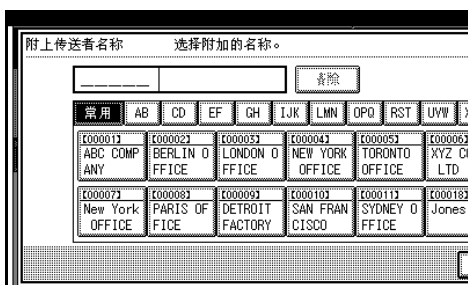 附上传送者名称 选择附加的名称。
_____ 清除
常用 AB CD EF GH IJK LMN OPQ RST UVW
[00001] [00002] [00003] [00004] [00005] [00006]
ABC COMP BERLIN O LONDON O NEW YORK TORONTO XYZ C
ANY FFICE FFICE OFFICE OFFICE LTD
[00007] [00008] [00009] [00010] [00011] [00018]
New York PARIS OF DETROIT SAN FRAN SYDNEY O Jones
OFFICE FICE FACTORY CISCO FFICE